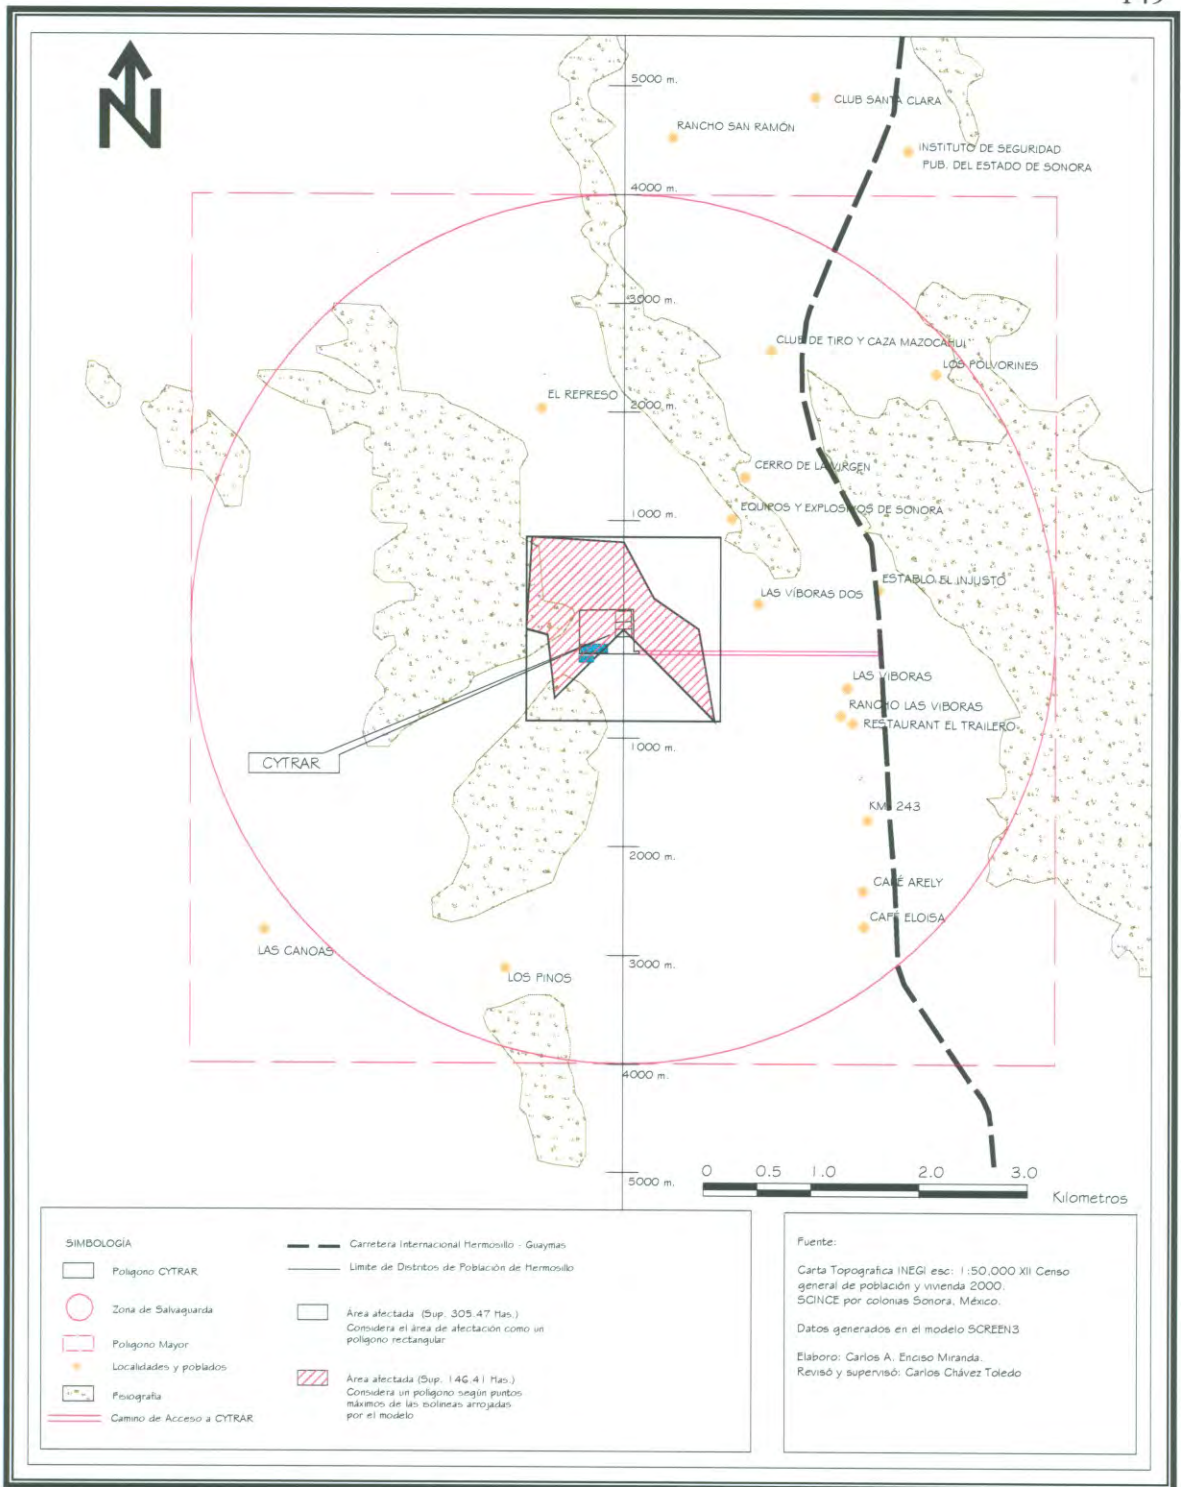 N
5000 m.
CLUB SANTA CLARA
RANCHO SAN RAMÓN
INSTITUTO DE SEGURIDAD
PUB. DEL ESTADO DE SONORA
4000 m.
3000 m.
CLUB DE TIRO Y CAZA MAZOCAHUI
LOS POLVORINES
EL REPRESO
2000 m.
CERRO DE LA VIRGEN
1000 m.
EQUIPOS Y EXPLOSIVOS DE SONORA
ESTABLO EL INJUSTO
LAS VÍBORAS DOS
LAS VIBORAS
RANCHO LAS VIBORAS
RESTAURANT EL TRAILERO
1000 m.
CYTRAR
KM. 243
2000 m.
CAFÉ ARELY
CAFÉ ELOISA
LAS CANOAS
3000 m.
LOS PINOS
4000 m.
5000 m.
0 0.5 1.0 2.0 3.0
Kilometros
SIMBOLOGÍA
Poligono CYTRAR
Zona de Salvaguarda
Poligono Mayor
Localidades y poblados
Fisiografia
Camino de Acceso a CYTRAR
Carretera Internacional Hermosillo - Guaymas
Limite de Distritos de Población de Hermosillo
Área afectada (Sup. 305.47 Has.)
Considera el área de afectación como un
poligono rectangular
Area afectada (Sup. 146.41 Has.)
Considera un poligono según puntos
máximos de las isolineas arrojadas
por el modelo
Fuente:
Carta Topografica INEGI esc: 1:50,000 XII Censo
general de población y vivienda 2000.
SCINCE por colonias Sonora, México.
Datos generados en el modelo SCREEN3
Elaboro: Carlos A. Enciso Miranda.
Revisó y supervisó: Carlos Chávez Toledo